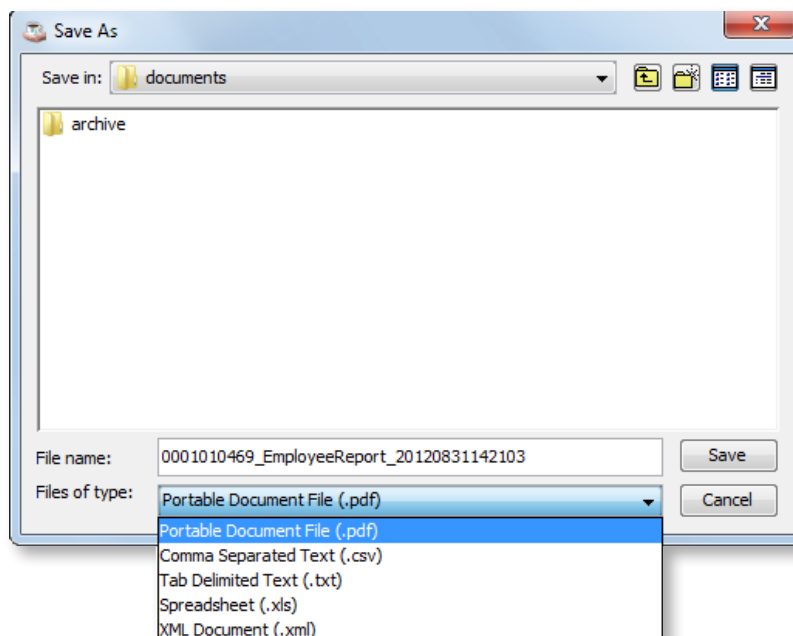 Save As
Save in: documents
archive
File name: 0001010469_EmployeeReport_20120831142103 Save
Files of type: Portable Document File (.pdf) Cancel
Portable Document File (.pdf)
Comma Separated Text (.csv)
Tab Delimited Text (.txt)
Spreadsheet (.xls)
XML Document (.xml)